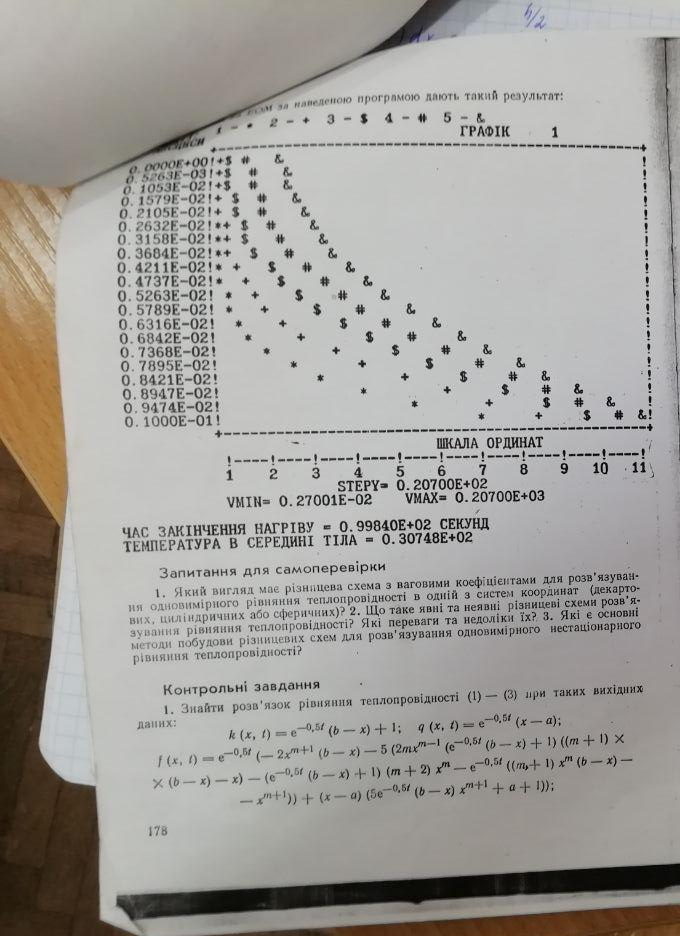 h/2
dx
за наведеною програмою дають такий результат:
1 - * 2 - + 3 - $ 4 - # 5 - &
ГРАФІК 1
+-----------------------------------------------+
0.0000E+00!+$ # & !
0.5263E-03!+$ # & !
0.1053E-02!+$ # & !
0.1579E-02!+ $ # & !
0.2105E-02!+ $ # & !
0.2632E-02!*+ $ # & !
0.3158E-02!*+ $ # & !
0.3684E-02!*+ $ # & !
0.4211E-02!* + $ # & !
0.4737E-02!* + $ # & !
0.5263E-02! * + $ # & !
0.5789E-02! * + $ # & !
0.6316E-02! * + $ # & !
0.6842E-02! * + $ # & !
0.7368E-02! * + $ # & !
0.7895E-02! * + $ # & !
0.8421E-02! * + $ # & !
0.8947E-02! * + $ # & !
0.9474E-02! * + $ # & !
0.1000E-01! * + $ # &!
+-----------------------------------------------+
ШКАЛА ОРДИНАТ
!----!----!----!----!----!----!----!----!----!----!
1 2 3 4 5 6 7 8 9 10 11
STEPY= 0.20700E+02
VMIN= 0.27001E-02 VMAX= 0.20700E+03
ЧАС ЗАКІНЧЕННЯ НАГРІВУ = 0.99840E+02 СЕКУНД
ТЕМПЕРАТУРА В СЕРЕДИНІ ТІЛА = 0.30748E+02
Запитання для самоперевірки
1. Який вигляд має різницева схема з ваговими коефіцієнтами для розв'язуван-
ня одновимірного рівняння теплопровідності в одній з систем координат (декарто-
вих, циліндричних або сферичних)? 2. Що таке явні та неявні різницеві схеми розв'я-
зування рівняння теплопровідності? Які переваги та недоліки їх? 3. Які є основні
методи побудови різницевих схем для розв'язування одновимірного нестаціонарного
рівняння теплопровідності?
Контрольні завдання
1. Знайти розв'язок рівняння теплопровідності (1) — (3) при таких вихідних
даних:
k (x, t) = e^{−0,5t} (b − x) + 1; q (x, t) = e^{−0,5t} (x − a);
f (x, t) = e^{−0,5t} (− 2x^{m+1} (b − x) − 5 (2mx^{m−1} (e^{−0,5t} (b − x) + 1) ((m + 1) ×
× (b − x) − x) − (e^{−0,5t} (b − x) + 1) (m + 2) x^m − e^{−0,5t} ((m + 1) x^m (b − x) −
− x^{m+1})) + (x − a) (5e^{−0,5t} (b − x) x^{m+1} + a + 1));
178